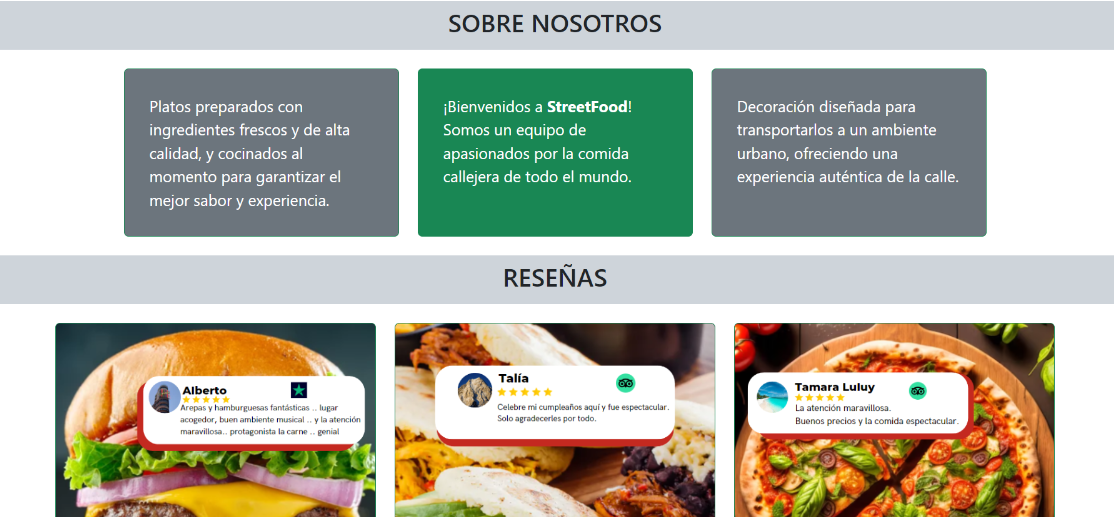 SOBRE NOSOTROS
Platos preparados con
ingredientes frescos y de alta
calidad, y cocinados al
momento para garantizar el
mejor sabor y experiencia.
¡Bienvenidos a StreetFood!
Somos un equipo de
apasionados por la comida
callejera de todo el mundo.
Decoración diseñada para
transportarlos a un ambiente
urbano, ofreciendo una
experiencia auténtica de la calle.
RESEÑAS
Alberto
Arepas y hamburguesas fantásticas .. lugar
acogedor, buen ambiente musical .. y la atención
maravillosa.. protagonista la carne .. genial
Talía
Celebre mi cumpleaños aquí y fue espectacular.
Solo agradecerles por todo.
Tamara Luluy
La atención maravillosa.
Buenos precios y la comida espectacular.